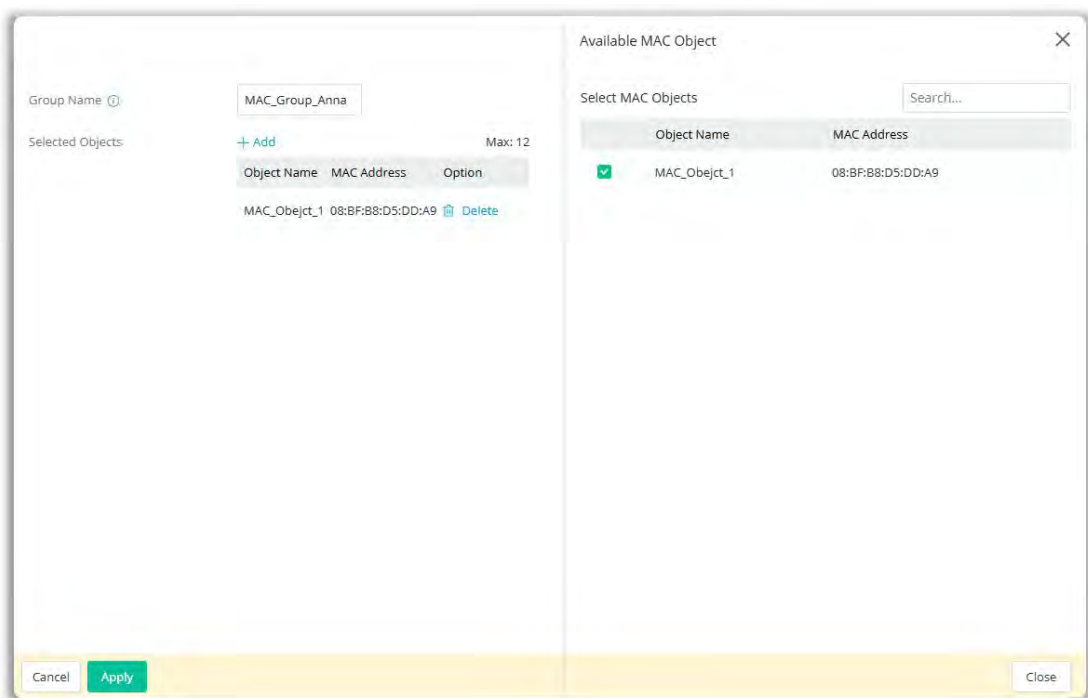 Available MAC Object
Group Name
MAC_Group_Anna
Selected Objects
+ Add
Max: 12
Object Name MAC Address Option
MAC_Obejct_1 08:BF:B8:D5:DD:A9 Delete
Select MAC Objects
Search...
Object Name MAC Address
MAC_Obejct_1 08:BF:B8:D5:DD:A9
Cancel
Apply
Close